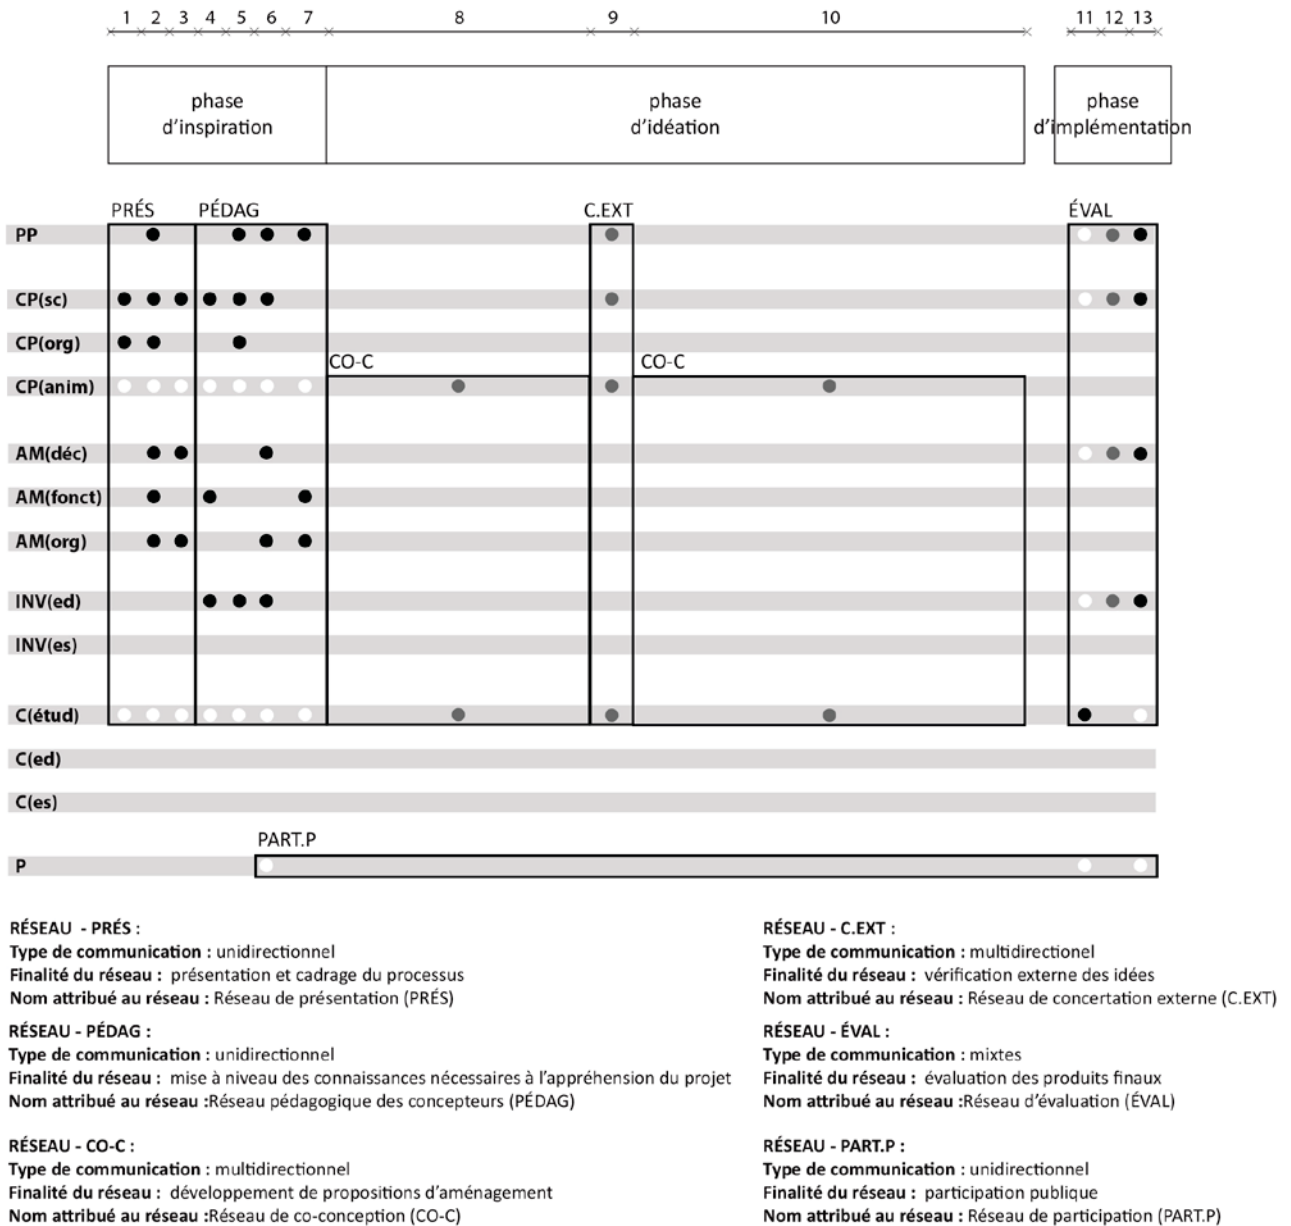 1 2 3 4 5 6 7 8 9 10 11 12 13
phase
d'inspiration
phase
d'idéation
phase
d'implémentation
PRÉS PÉDAG C.EXT ÉVAL
PP
CP(sc)
CP(org)
CO-C CO-C
CP(anim)
AM(déc)
AM(fonct)
AM(org)
INV(ed)
INV(es)
C(étud)
C(ed)
C(es)
PART.P
P
RÉSEAU - PRÉS :
Type de communication : unidirectionnel
Finalité du réseau : présentation et cadrage du processus
Nom attribué au réseau : Réseau de présentation (PRÉS)
RÉSEAU - PÉDAG :
Type de communication : unidirectionnel
Finalité du réseau : mise à niveau des connaissances nécessaires à l'appréhension du projet
Nom attribué au réseau :Réseau pédagogique des concepteurs (PÉDAG)
RÉSEAU - CO-C :
Type de communication : multidirectionnel
Finalité du réseau : développement de propositions d'aménagement
Nom attribué au réseau :Réseau de co-conception (CO-C)
RÉSEAU - C.EXT :
Type de communication : multidirectionel
Finalité du réseau : vérification externe des idées
Nom attribué au réseau : Réseau de concertation externe (C.EXT)
RÉSEAU - ÉVAL :
Type de communication : mixtes
Finalité du réseau : évaluation des produits finaux
Nom attribué au réseau :Réseau d'évaluation (ÉVAL)
RÉSEAU - PART.P :
Type de communication : unidirectionnel
Finalité du réseau : participation publique
Nom attribué au réseau : Réseau de participation (PART.P)